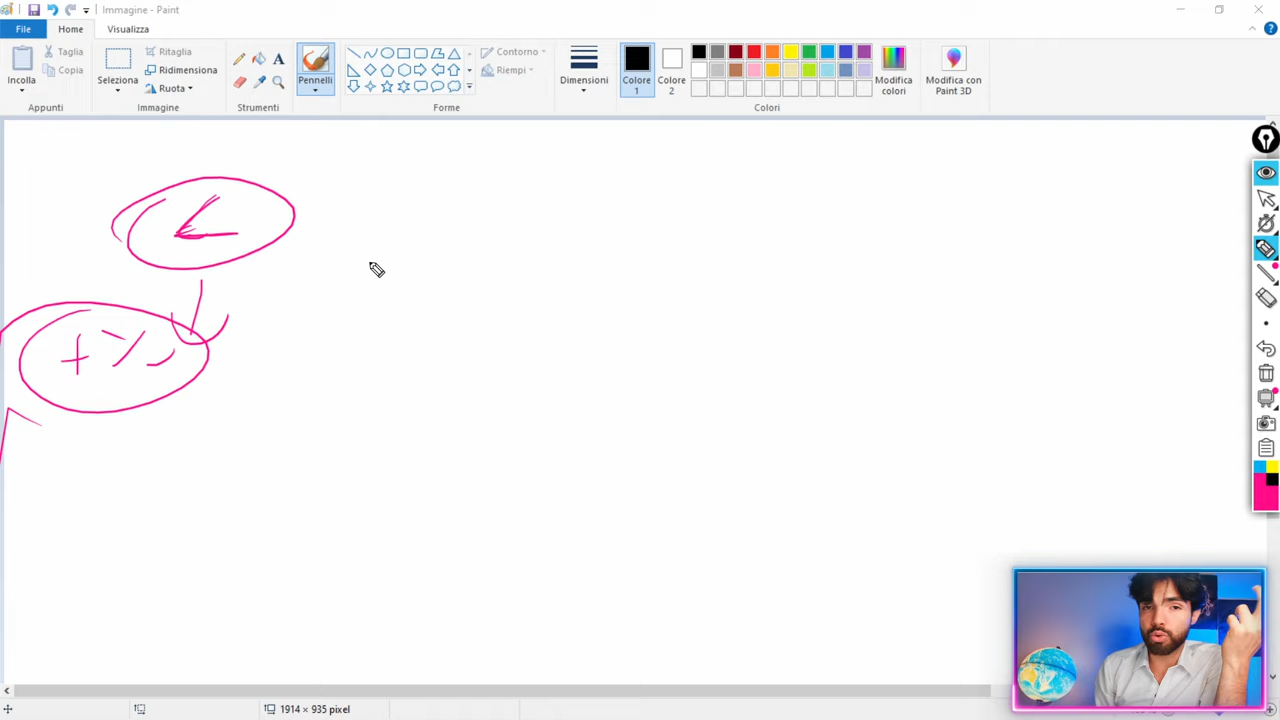 Immagine - Paint
File Home Visualizza
Incolla
Taglia
Copia
Appunti
Seleziona
Ritaglia
Ridimensiona
Ruota
Immagine
A
Strumenti
Pennelli
Contorno
Riempi
Forme
Dimensioni
Colore 1
Colore 2
Modifica colori
Colori
Modifica con Paint 3D
+ %
1914 × 935 pixel